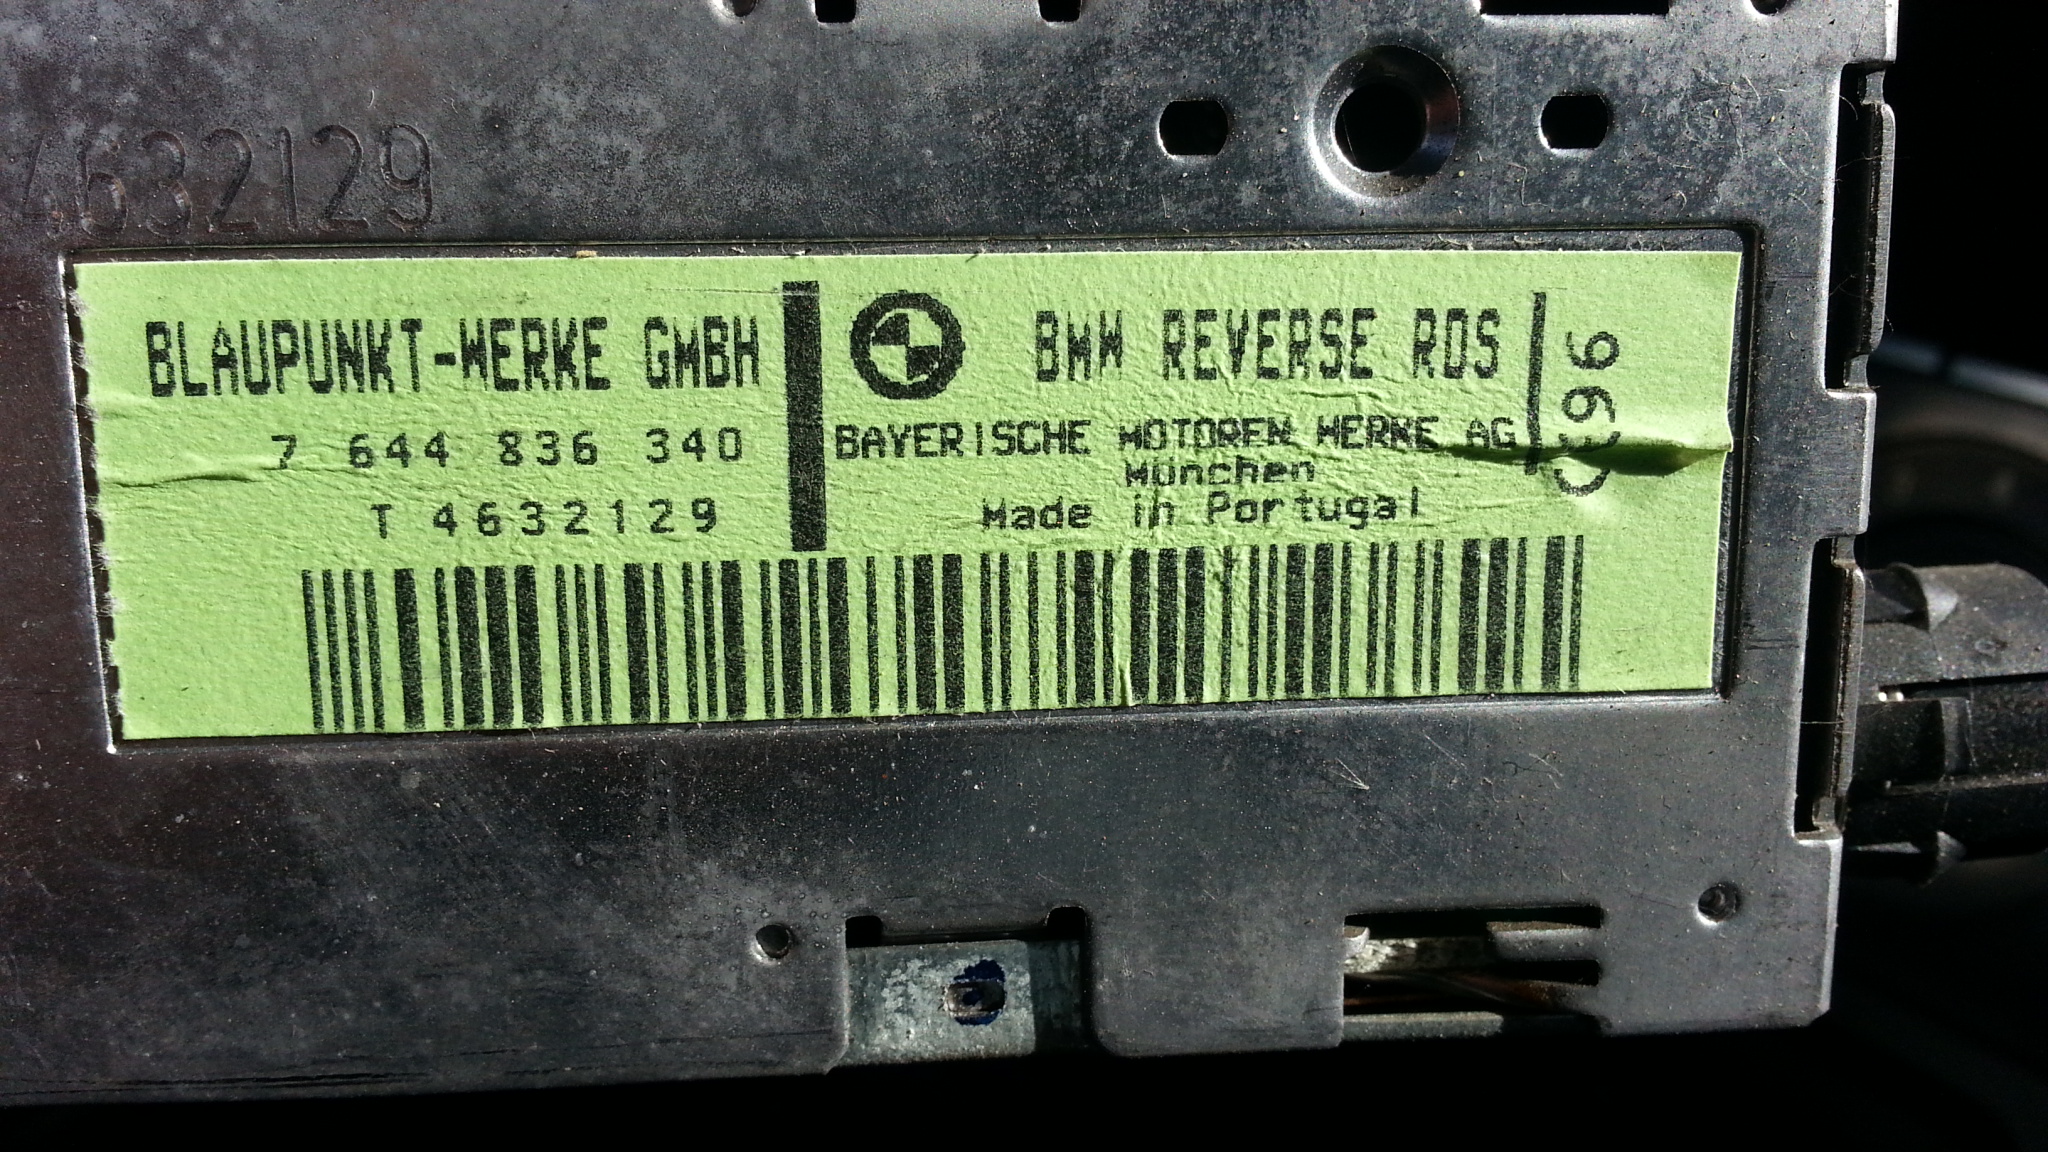 4632129
BLAUPUNKT-WERKE GMBH
7 644 836 340
T 4632129
BMW REVERSE RDS
BAYERISCHE MOTOREN WERKE AG
München
Made in Portugal
CE96